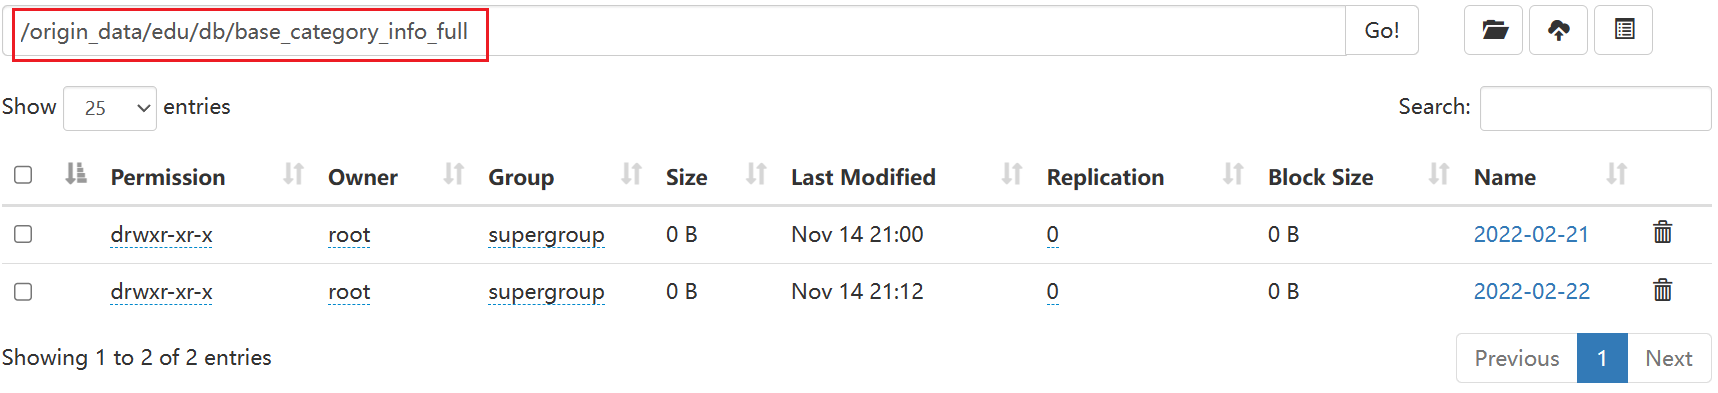 /origin_data/edu/db/base_category_info_full Go!
Show 25 entries Search:
Permission Owner Group Size Last Modified Replication Block Size Name
drwxr-xr-x root supergroup 0 B Nov 14 21:00 0 0 B 2022-02-21
drwxr-xr-x root supergroup 0 B Nov 14 21:12 0 0 B 2022-02-22
Showing 1 to 2 of 2 entries Previous 1 Next